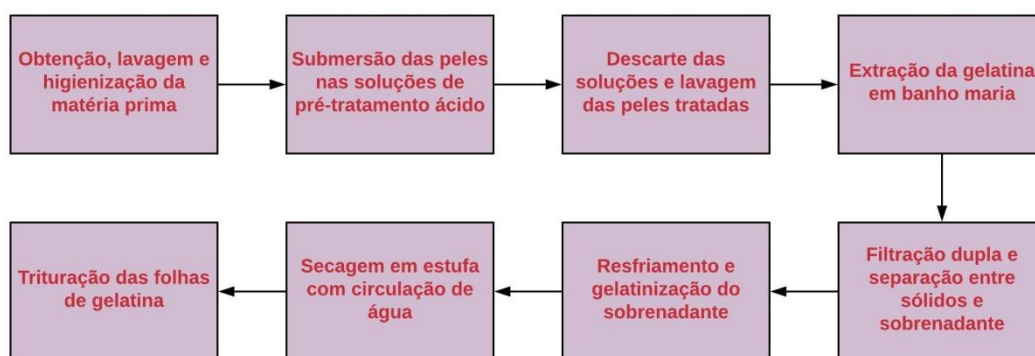 Obtenção, lavagem e
higienização da
matéria prima
Submersão das peles
nas soluções de
pré-tratamento ácido
Descarte das
soluções e lavagem
das peles tratadas
Extração da gelatina
em banho maria
Filtração dupla e
separação entre
sólidos e
sobrenadante
Resfriamento e
gelatinização do
sobrenadante
Secagem em estufa
com circulação de
água
Trituração das folhas
de gelatina